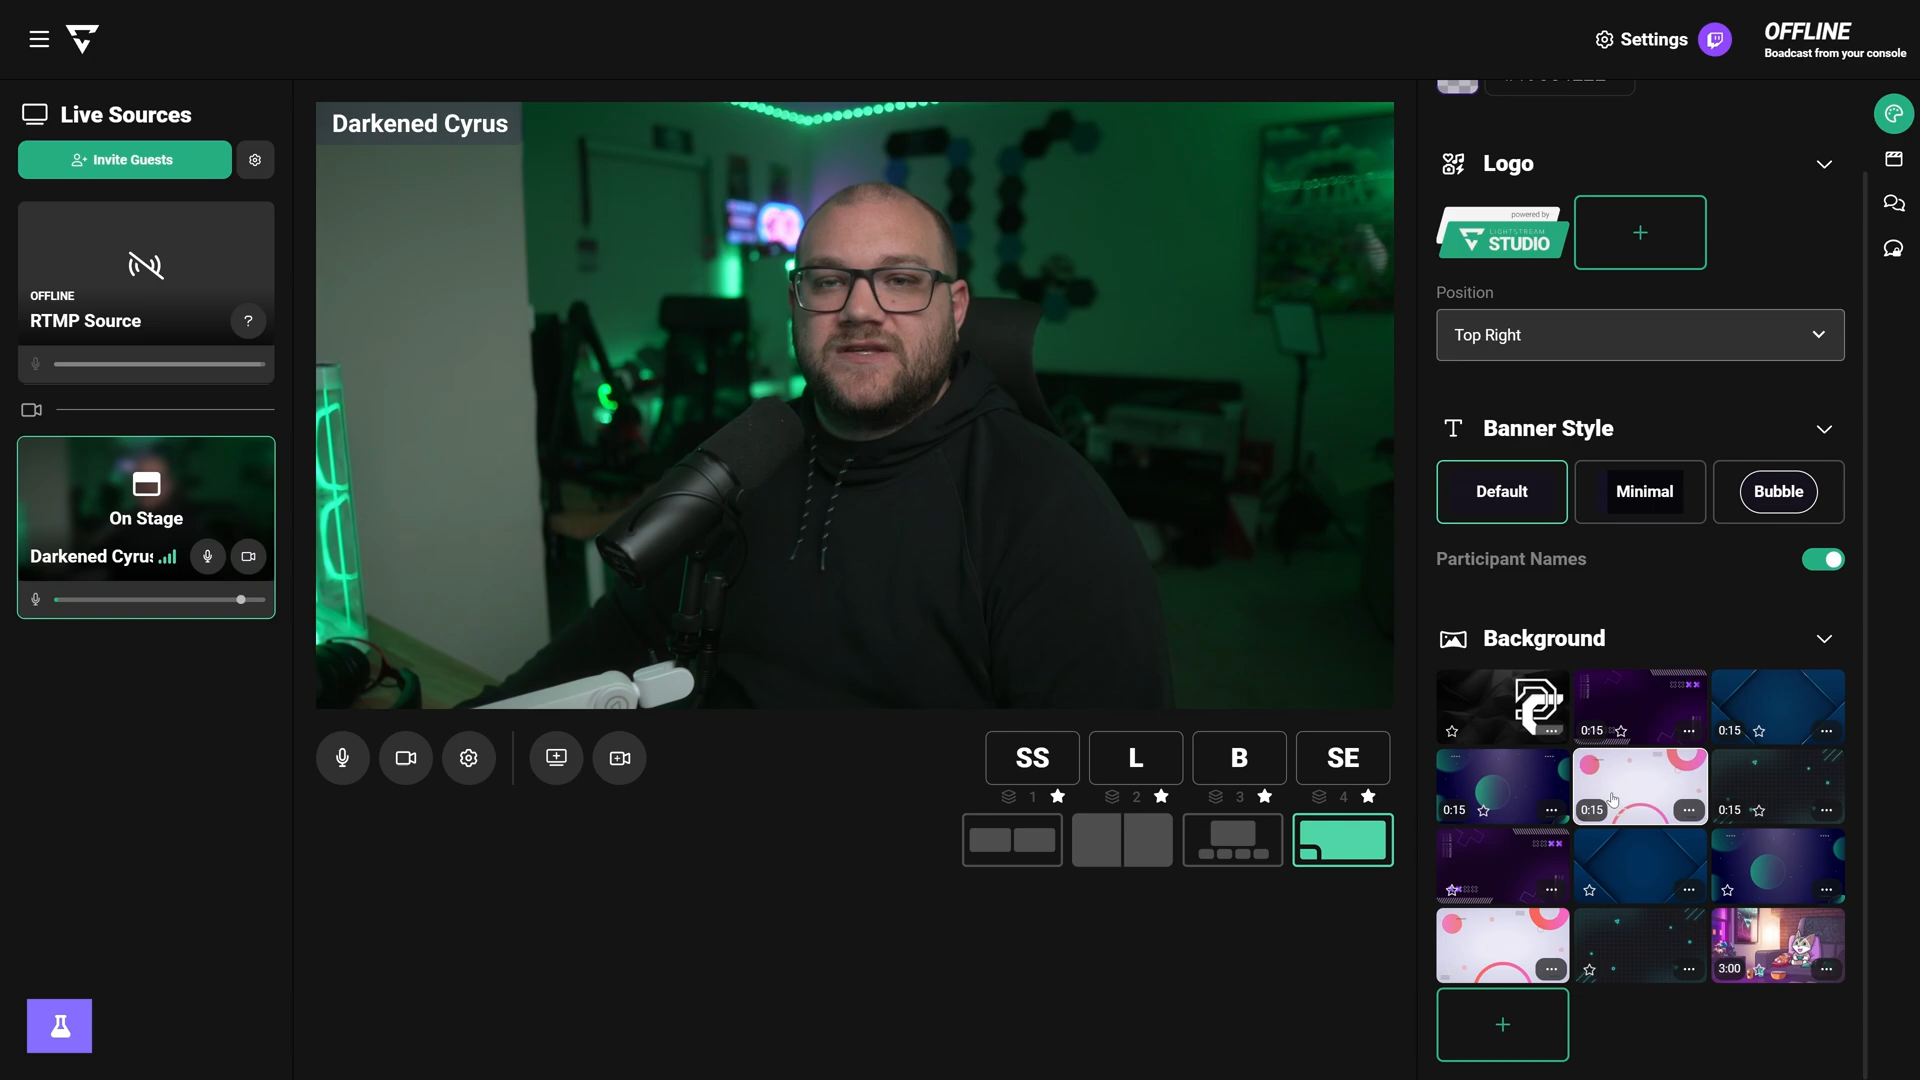 Settings
OFFLINE
Boadcast from your console
Live Sources
Invite Guests
OFFLINE
RTMP Source
?
On Stage
Darkened Cyrus
Darkened Cyrus
SS
L
B
SE
1
2
3
4
Logo
powered by
LIGHTSTREAM
STUDIO
+
Position
Top Right
Banner Style
Default
Minimal
Bubble
Participant Names
Background
0:15
0:15
0:15
0:15
0:15
3:00
+